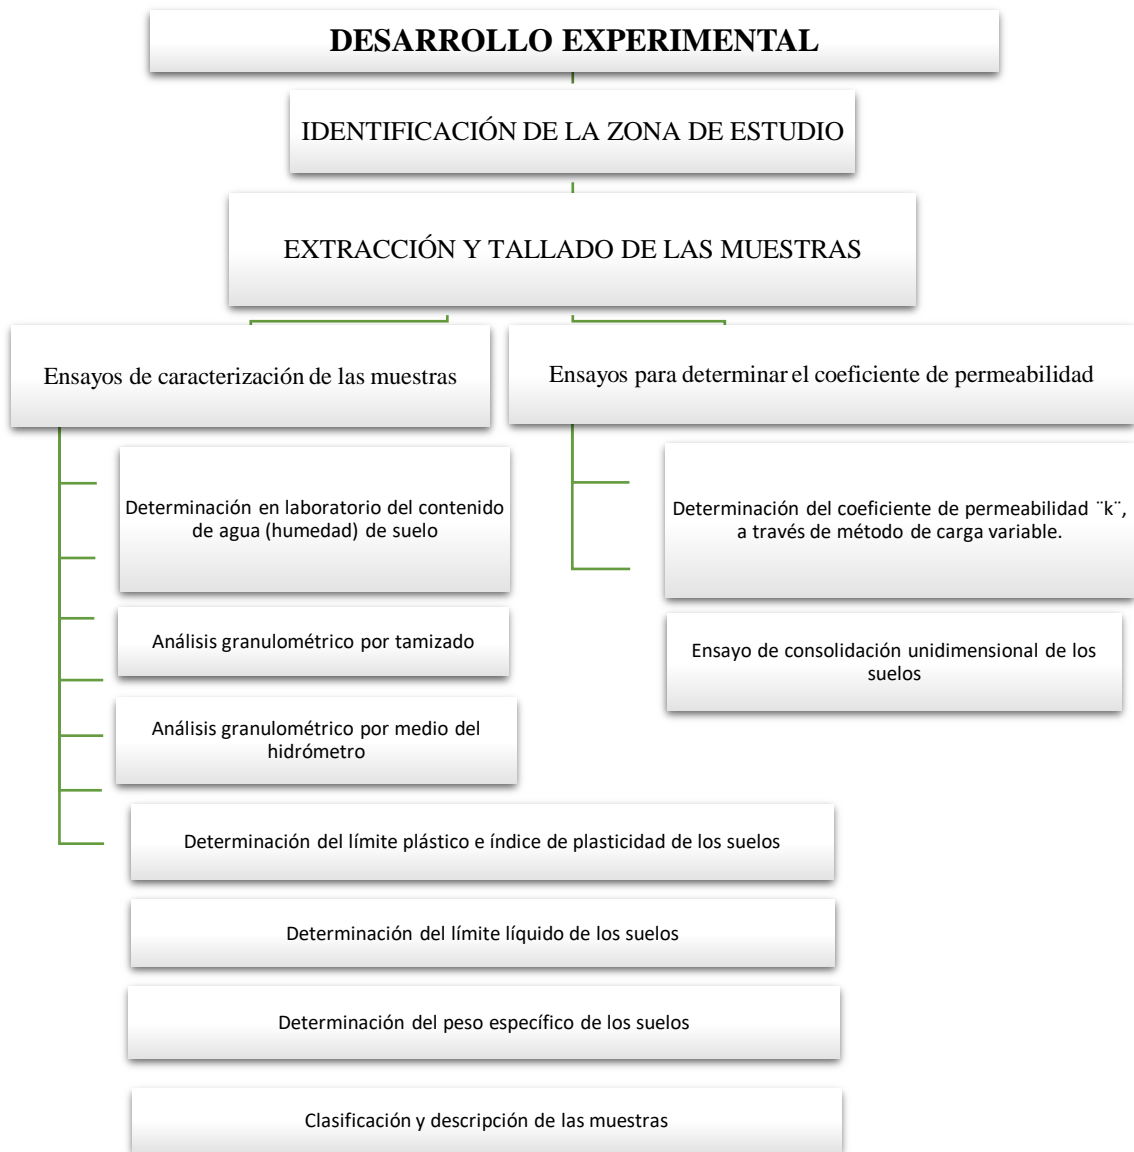 DESARROLLO EXPERIMENTAL
IDENTIFICACIÓN DE LA ZONA DE ESTUDIO
EXTRACCIÓN Y TALLADO DE LAS MUESTRAS
Ensayos de caracterización de las muestras
Determinación en laboratorio del contenido
de agua (humedad) de suelo
Análisis granulométrico por tamizado
Análisis granulométrico por medio del
hidrómetro
Determinación del límite plástico e índice de plasticidad de los suelos
Determinación del límite líquido de los suelos
Determinación del peso específico de los suelos
Clasificación y descripción de las muestras
Ensayos para determinar el coeficiente de permeabilidad
Determinación del coeficiente de permeabilidad ¨k¨,
a través de método de carga variable.
Ensayo de consolidación unidimensional de los
suelos